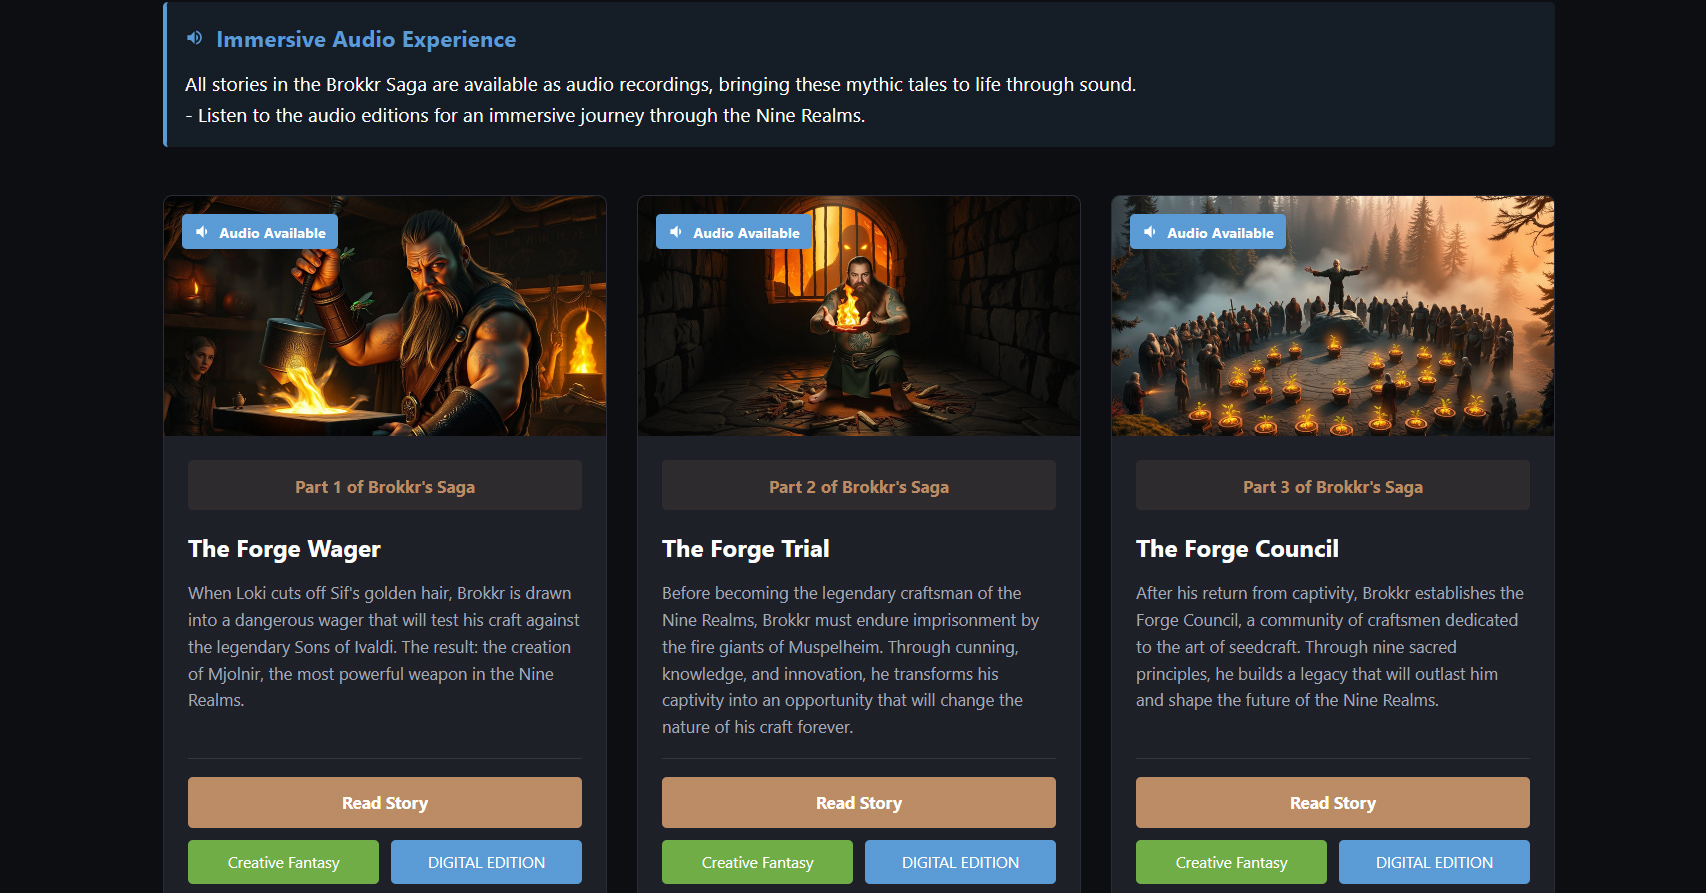 Immersive Audio Experience
All stories in the Brokkr Saga are available as audio recordings, bringing these mythic tales to life through sound.
- Listen to the audio editions for an immersive journey through the Nine Realms.
Audio Available
Part 1 of Brokkr's Saga
The Forge Wager
When Loki cuts off Sif's golden hair, Brokkr is drawn
into a dangerous wager that will test his craft against
the legendary Sons of Ivaldi. The result: the creation
of Mjolnir, the most powerful weapon in the Nine
Realms.
Read Story
Creative Fantasy
DIGITAL EDITION
Audio Available
Part 2 of Brokkr's Saga
The Forge Trial
Before becoming the legendary craftsman of the
Nine Realms, Brokkr must endure imprisonment by
the fire giants of Muspelheim. Through cunning,
knowledge, and innovation, he transforms his
captivity into an opportunity that will change the
nature of his craft forever.
Read Story
Creative Fantasy
DIGITAL EDITION
Audio Available
Part 3 of Brokkr's Saga
The Forge Council
After his return from captivity, Brokkr establishes the
Forge Council, a community of craftsmen dedicated
to the art of seedcraft. Through nine sacred
principles, he builds a legacy that will outlast him
and shape the future of the Nine Realms.
Read Story
Creative Fantasy
DIGITAL EDITION